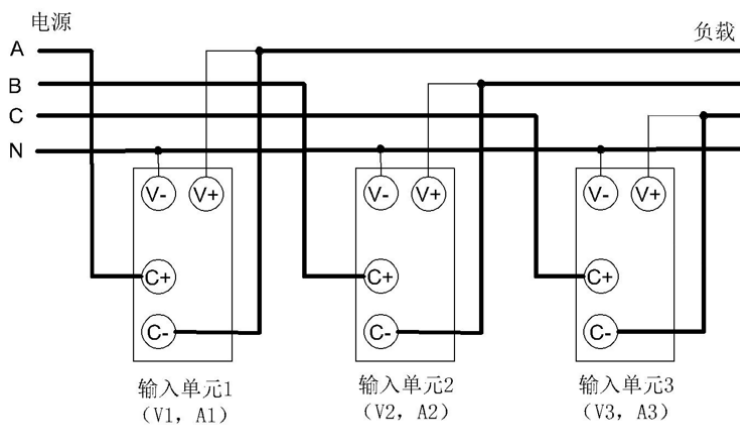 电源
负载
A
B
C
N
V- V+ V- V+ V- V+
C+ C+ C+
C- C- C-
输入单元1 输入单元2 输入单元3
(V1, A1) (V2, A2) (V3, A3)